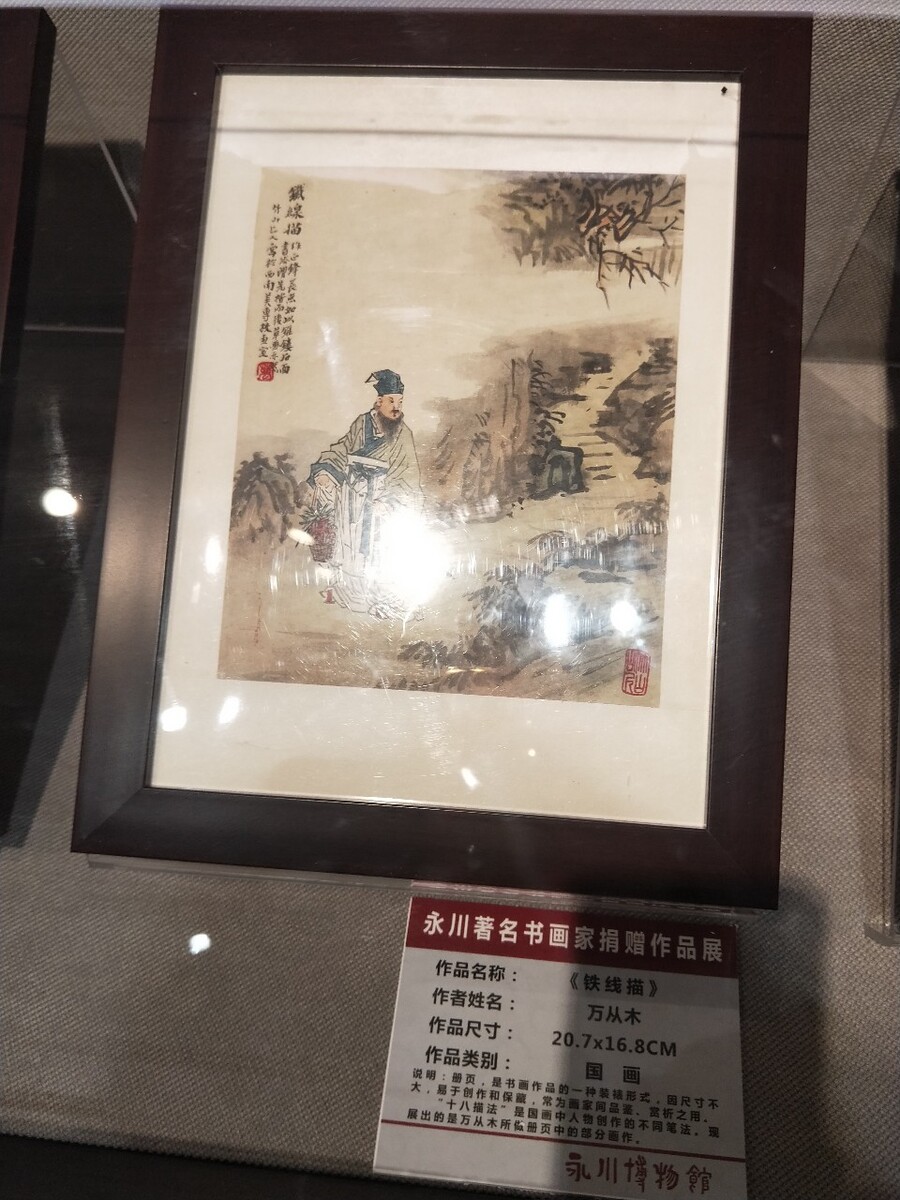 鐵線描
永川著名书画家捐赠作品展
作品名称： 《铁线描》
作者姓名： 万从木
作品尺寸： 20.7x16.8CM
作品类别： 国画
说明：册页，是书画作品的一种装裱形式，因尺寸不
大，易于创作和保藏，常为画家间品鉴、赏析之用。
“十八描法”是国画中人物创作的不同笔法。现
展出的是万从木所做册页中的部分画作。
永川博物館